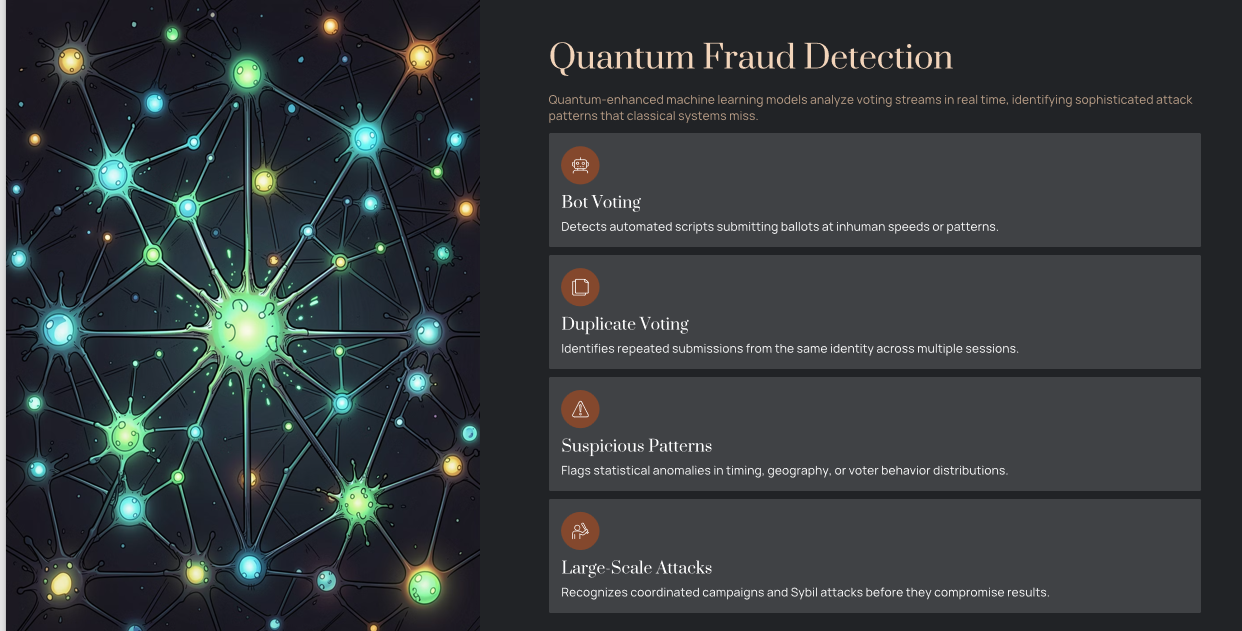 Quantum Fraud Detection
Quantum-enhanced machine learning models analyze voting streams in real time, identifying sophisticated attack
patterns that classical systems miss.
Bot Voting
Detects automated scripts submitting ballots at inhuman speeds or patterns.
Duplicate Voting
Identifies repeated submissions from the same identity across multiple sessions.
Suspicious Patterns
Flags statistical anomalies in timing, geography, or voter behavior distributions.
Large-Scale Attacks
Recognizes coordinated campaigns and Sybil attacks before they compromise results.